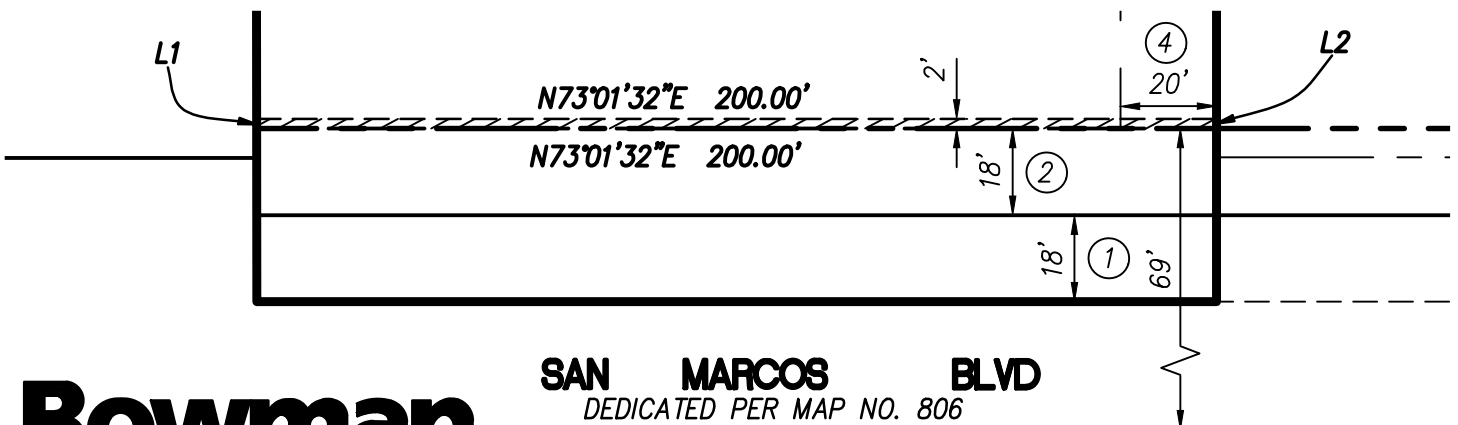 ④
L1
L2
2'
20'
N73°01'32"E 200.00'
N73°01'32"E 200.00'
18'
②
18'
①
69'
SAN MARCOS BLVD
DEDICATED PER MAP NO. 806
Bowman